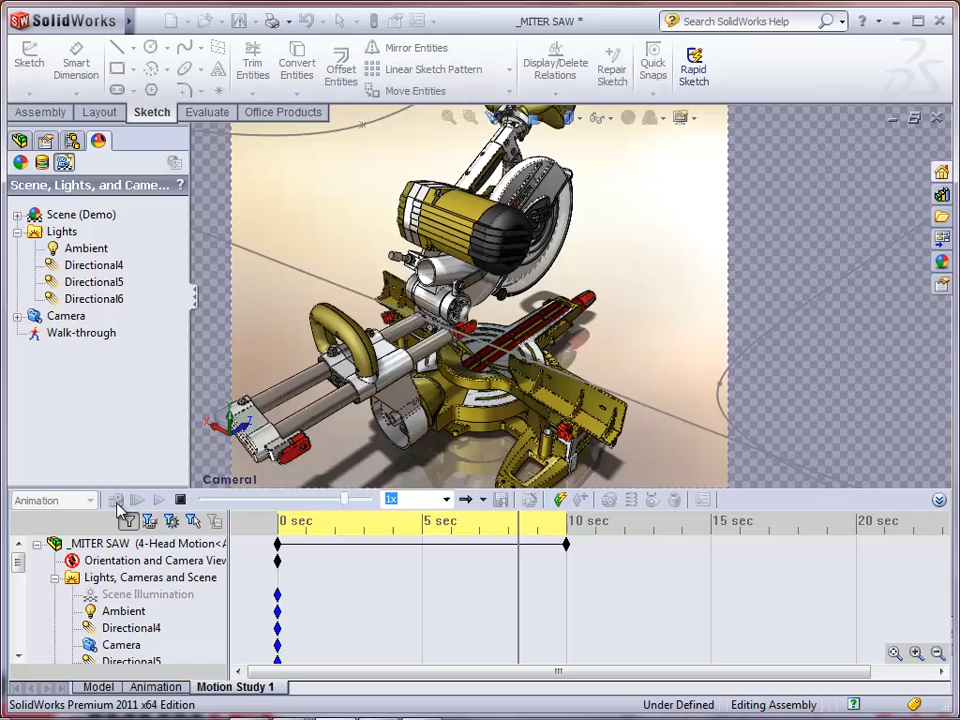 SolidWorks
_MITER SAW *
Search SolidWorks Help
Sketch
Smart Dimension
Trim Entities
Convert Entities
Offset Entities
Mirror Entities
Linear Sketch Pattern
Move Entities
Display/Delete Relations
Repair Sketch
Quick Snaps
Rapid Sketch
Assembly
Layout
Sketch
Evaluate
Office Products
Scene, Lights, and Came... ?
Scene (Demo)
Lights
Ambient
Directional4
Directional5
Directional6
Camera
Walk-through
Camera1
Animation
1x
0 sec
5 sec
10 sec
15 sec
20 sec
_MITER SAW (4-Head Motion<A
Orientation and Camera View
Lights, Cameras and Scene
Scene Illumination
Ambient
Directional4
Camera
Directional5
Model
Animation
Motion Study 1
SolidWorks Premium 2011 x64 Edition
Under Defined
Editing Assembly